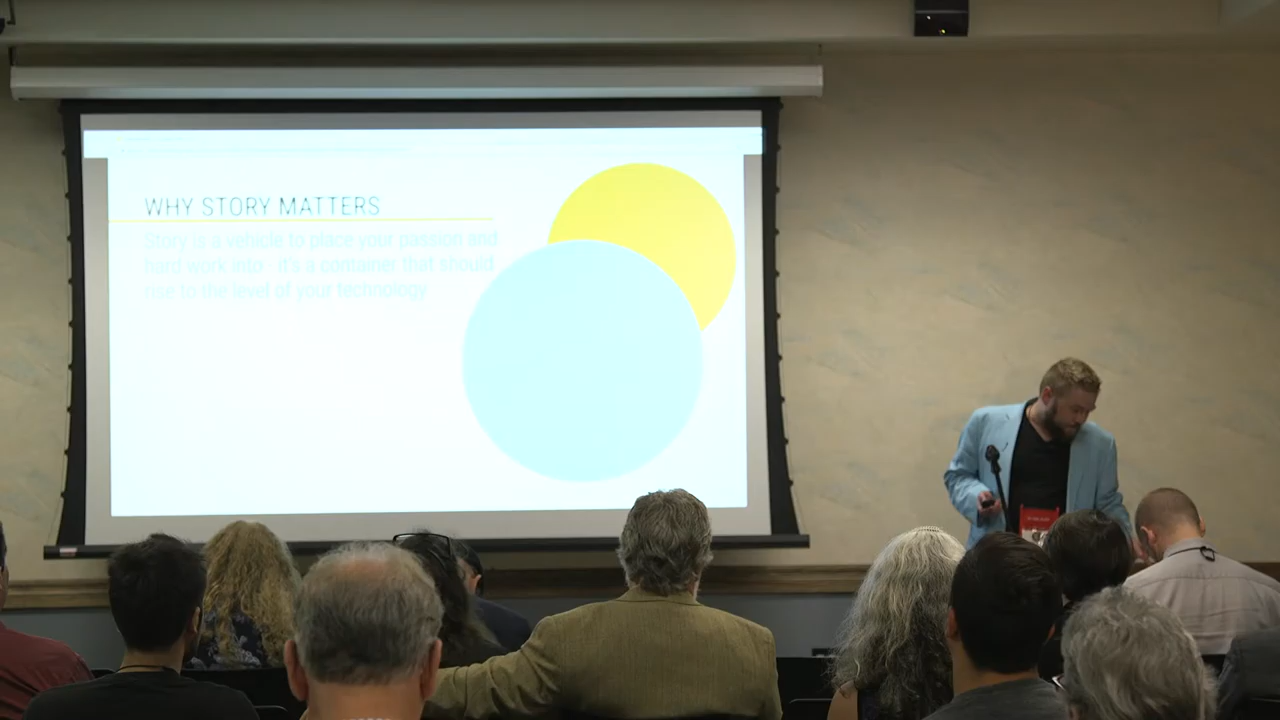 WHY STORY MATTERS
Story is a vehicle to place your passion and
hard work into - it's a container that should
rise to the level of your technology